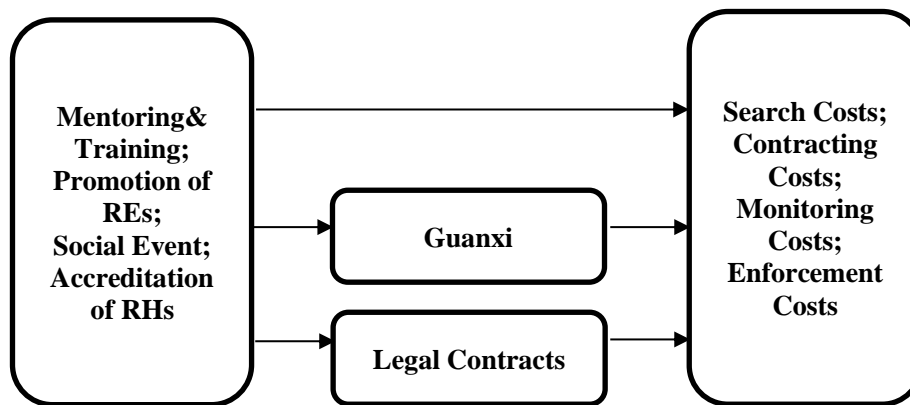 Mentoring&
Training;
Promotion of
REs;
Social Event;
Accreditation
of RHs
Guanxi
Legal Contracts
Search Costs;
Contracting
Costs;
Monitoring
Costs;
Enforcement
Costs